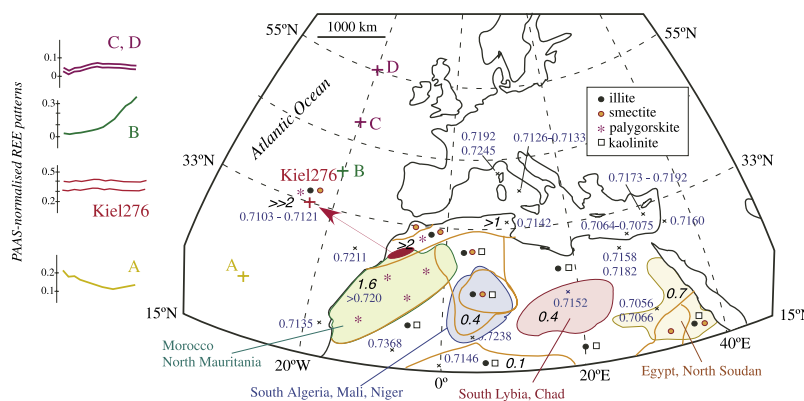 PAAS-normalised REE patterns
C, D
0.1
0
0.3
B
0
0.5
Kiel276
0.2
A
0.2
0.1
55ºN
1000 km
55ºN
Atlantic Ocean
D
C
33ºN
33ºN
illite
smectite
palygorskite
kaolinite
0.7192
0.7245
0.7126-0.7133
Kiel276
B
0.7173 - 0.7192
>>2
0.7103 - 0.7121
>1
0.7142
0.7064-0.7075
0.7160
>2
0.7211
0.7158
0.7182
A
1.6
>0.720
0.7152
0.7
0.7056
0.7066
15ºN
15ºN
0.7135
0.4
0.4
0.7238
0.7368
Morocco
North Mauritania
20ºW
0.7146
0.1
40ºE
0º
20ºE
Egypt, North Soudan
South Algeria, Mali, Niger
South Lybia, Chad